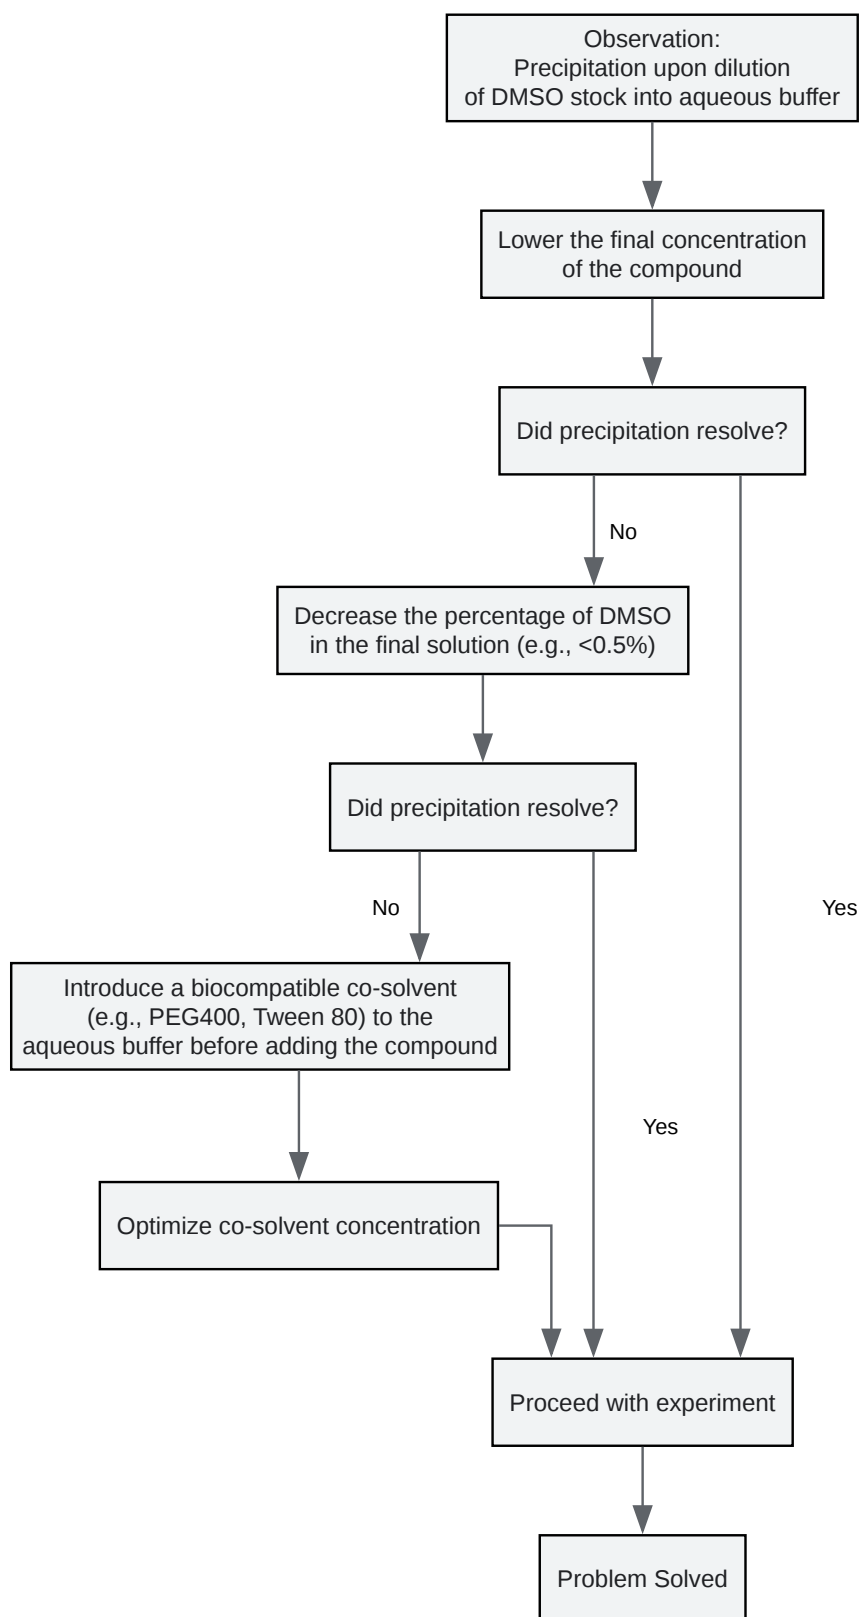 Observation:
Precipitation upon dilution
of DMSO stock into aqueous buffer
Lower the final concentration
of the compound
Did precipitation resolve?
No
Decrease the percentage of DMSO
in the final solution (e.g., <0.5%)
Did precipitation resolve?
No
Yes
Introduce a biocompatible co-solvent
(e.g., PEG400, Tween 80) to the
aqueous buffer before adding the compound
Yes
Optimize co-solvent concentration
Proceed with experiment
Problem Solved